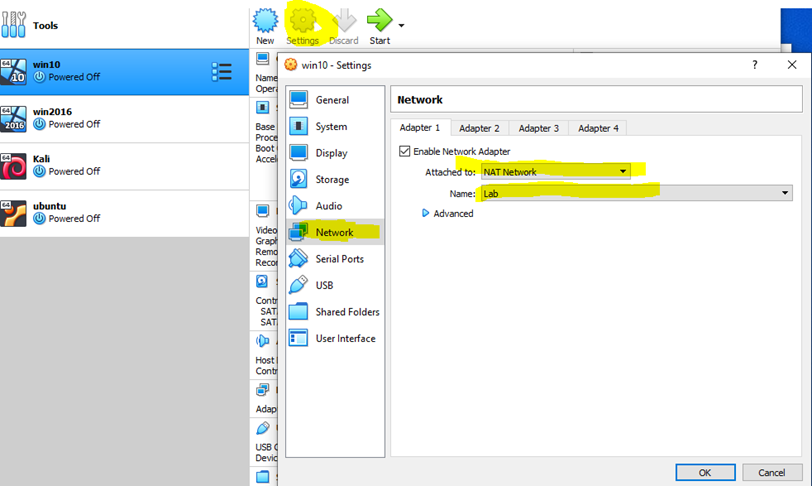 Tools
New
Settings
Discard
Start
64
10
win10
Powered Off
64
2016
win2016
Powered Off
64
Kali
Powered Off
64
ubuntu
Powered Off
Name
Opera
Base
Proce
Boot
Accele
Video
Graph
Remo
Recor
Contr
SATA
SATA
Host
Contr
Adap
USB
Devic
win10 - Settings
?
General
System
Display
Storage
Audio
Network
Serial Ports
USB
Shared Folders
User Interface
Network
Adapter 1
Adapter 2
Adapter 3
Adapter 4
Enable Network Adapter
Attached to:
NAT Network
Name:
Lab
Advanced
OK
Cancel